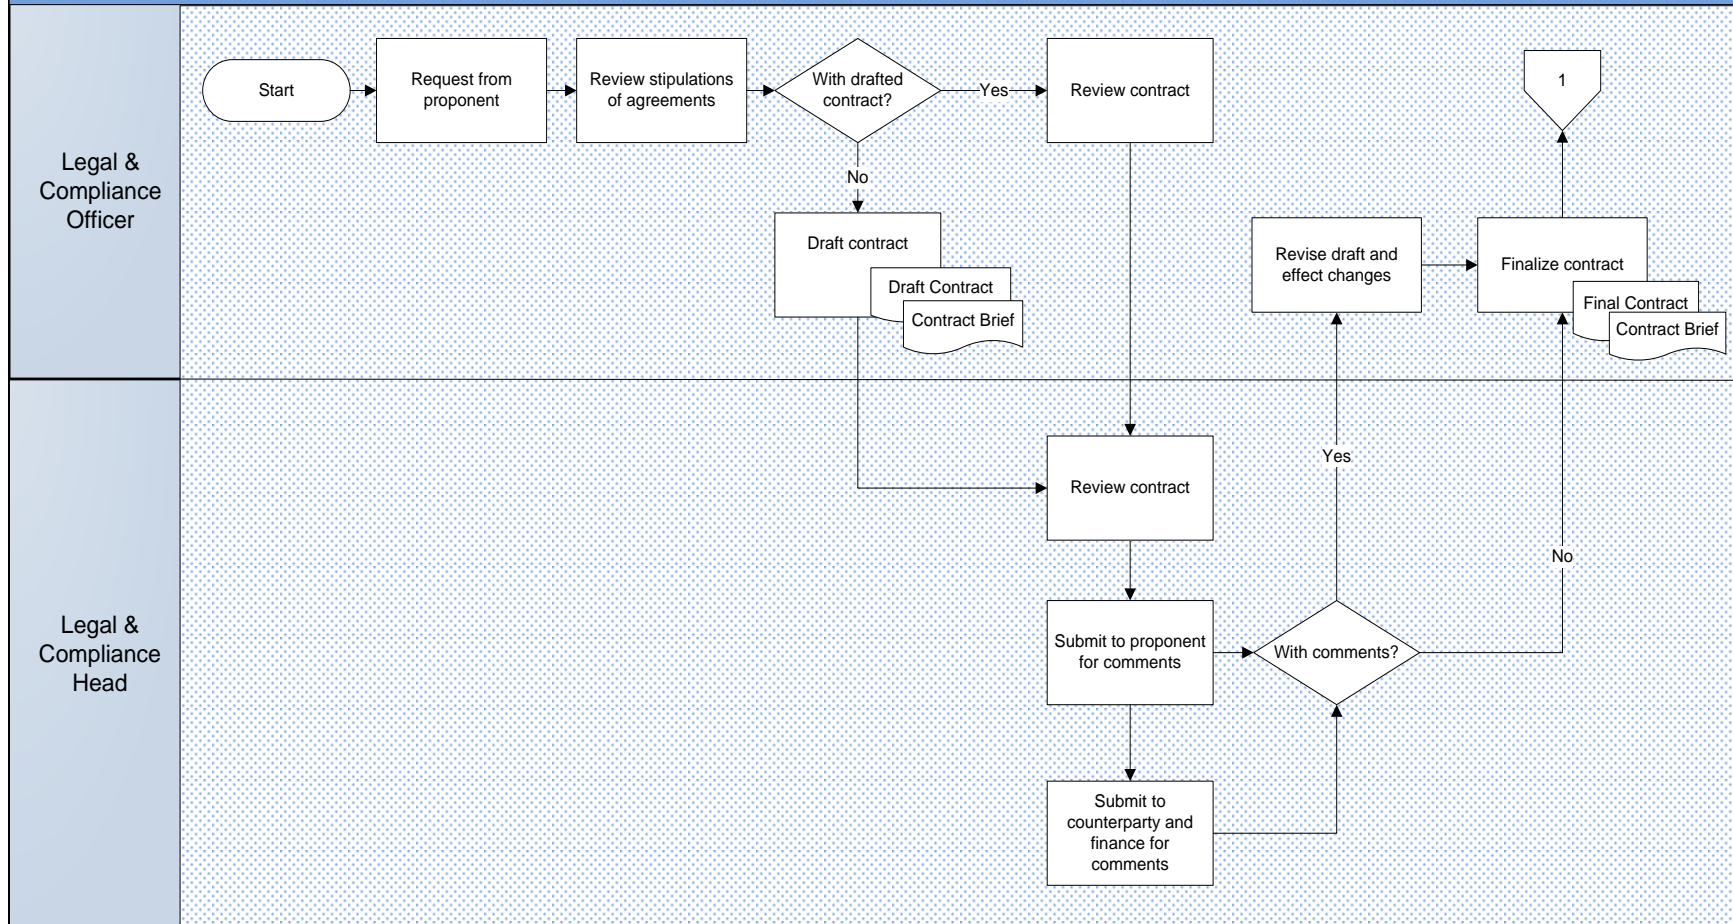 Legal &
Compliance
Officer
Start
Request from
proponent
Review stipulations
of agreements
With drafted
contract?
Yes
Review contract
1
No
Draft contract
Draft Contract
Contract Brief
Revise draft and
effect changes
Finalize contract
Final Contract
Contract Brief
Legal &
Compliance
Head
Review contract
Yes
No
Submit to proponent
for comments
With comments?
Submit to
counterparty and
finance for
comments